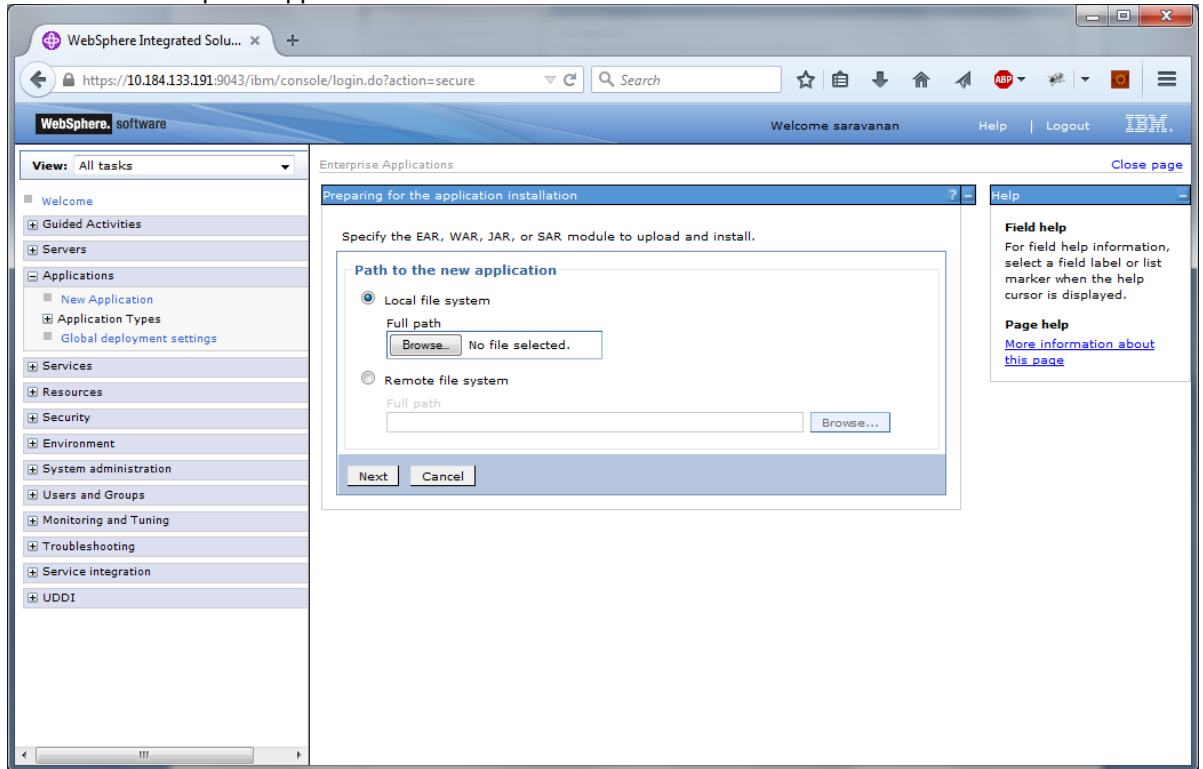 WebSphere Integrated Solu... × +
https://10.184.133.191:9043/ibm/console/login.do?action=secure
Search
ABP
WebSphere. software
Welcome saravanan
Help | Logout
IBM.
View: All tasks
Welcome
Guided Activities
Servers
Applications
New Application
Application Types
Global deployment settings
Services
Resources
Security
Environment
System administration
Users and Groups
Monitoring and Tuning
Troubleshooting
Service integration
UDDI
Enterprise Applications
Close page
Preparing for the application installation
? –
Specify the EAR, WAR, JAR, or SAR module to upload and install.
Path to the new application
Local file system
Full path
Browse... No file selected.
Remote file system
Full path
Browse...
Next Cancel
Help –
Field help
For field help information,
select a field label or list
marker when the help
cursor is displayed.
Page help
More information about
this page